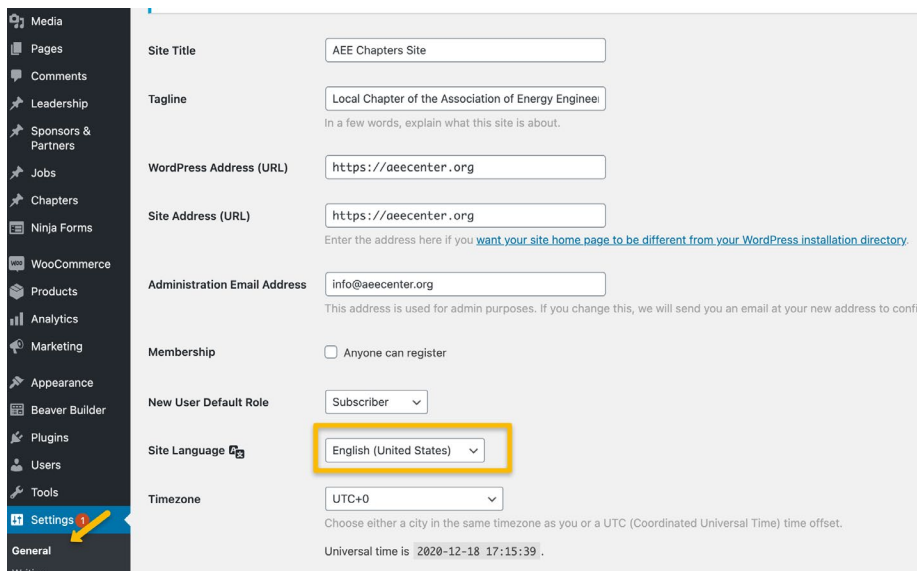 Media
Pages
Comments
Leadership
Sponsors &
Partners
Jobs
Chapters
Ninja Forms
WooCommerce
Products
Analytics
Marketing
Appearance
Beaver Builder
Plugins
Users
Tools
Settings 1
General
Site Title
AEE Chapters Site
Tagline
Local Chapter of the Association of Energy Enginee
In a few words, explain what this site is about.
WordPress Address (URL)
https://aeecenter.org
Site Address (URL)
https://aeecenter.org
Enter the address here if you want your site home page to be different from your WordPress installation directory.
Administration Email Address
info@aeecenter.org
This address is used for admin purposes. If you change this, we will send you an email at your new address to confi
Membership
Anyone can register
New User Default Role
Subscriber
Site Language
English (United States)
Timezone
UTC+0
Choose either a city in the same timezone as you or a UTC (Coordinated Universal Time) time offset.
Universal time is 2020-12-18 17:15:39 .